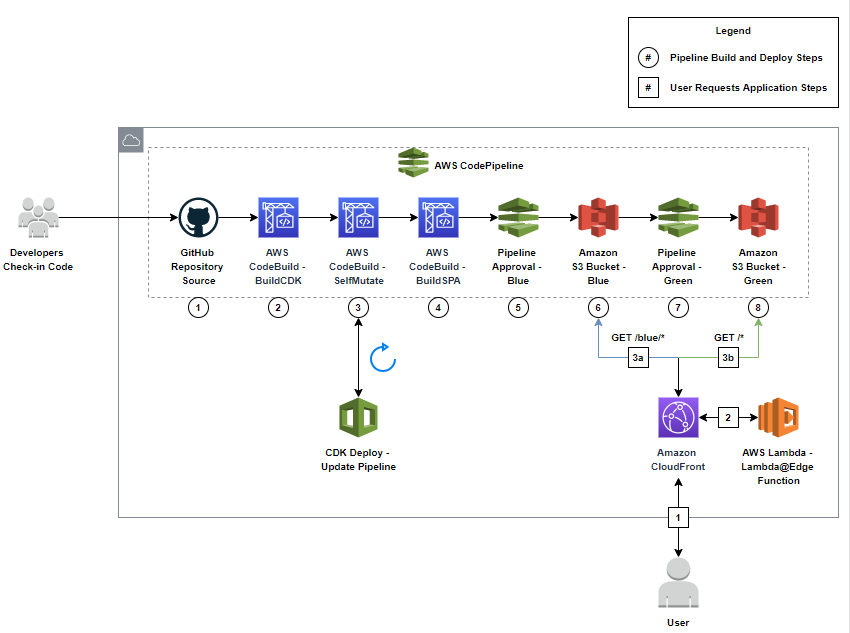 Legend
# Pipeline Build and Deploy Steps
# User Requests Application Steps
AWS CodePipeline
Developers
Check-in Code
GitHub
Repository
Source
AWS
CodeBuild -
BuildCDK
AWS
CodeBuild -
SelfMutate
AWS
CodeBuild -
BuildSPA
Pipeline
Approval -
Blue
Amazon
S3 Bucket -
Blue
Pipeline
Approval -
Green
Amazon
S3 Bucket -
Green
1
2
3
4
5
6
7
8
GET /blue/*
GET /*
3a
3b
2
CDK Deploy -
Update Pipeline
Amazon
CloudFront
AWS Lambda -
Lambda@Edge
Function
1
User